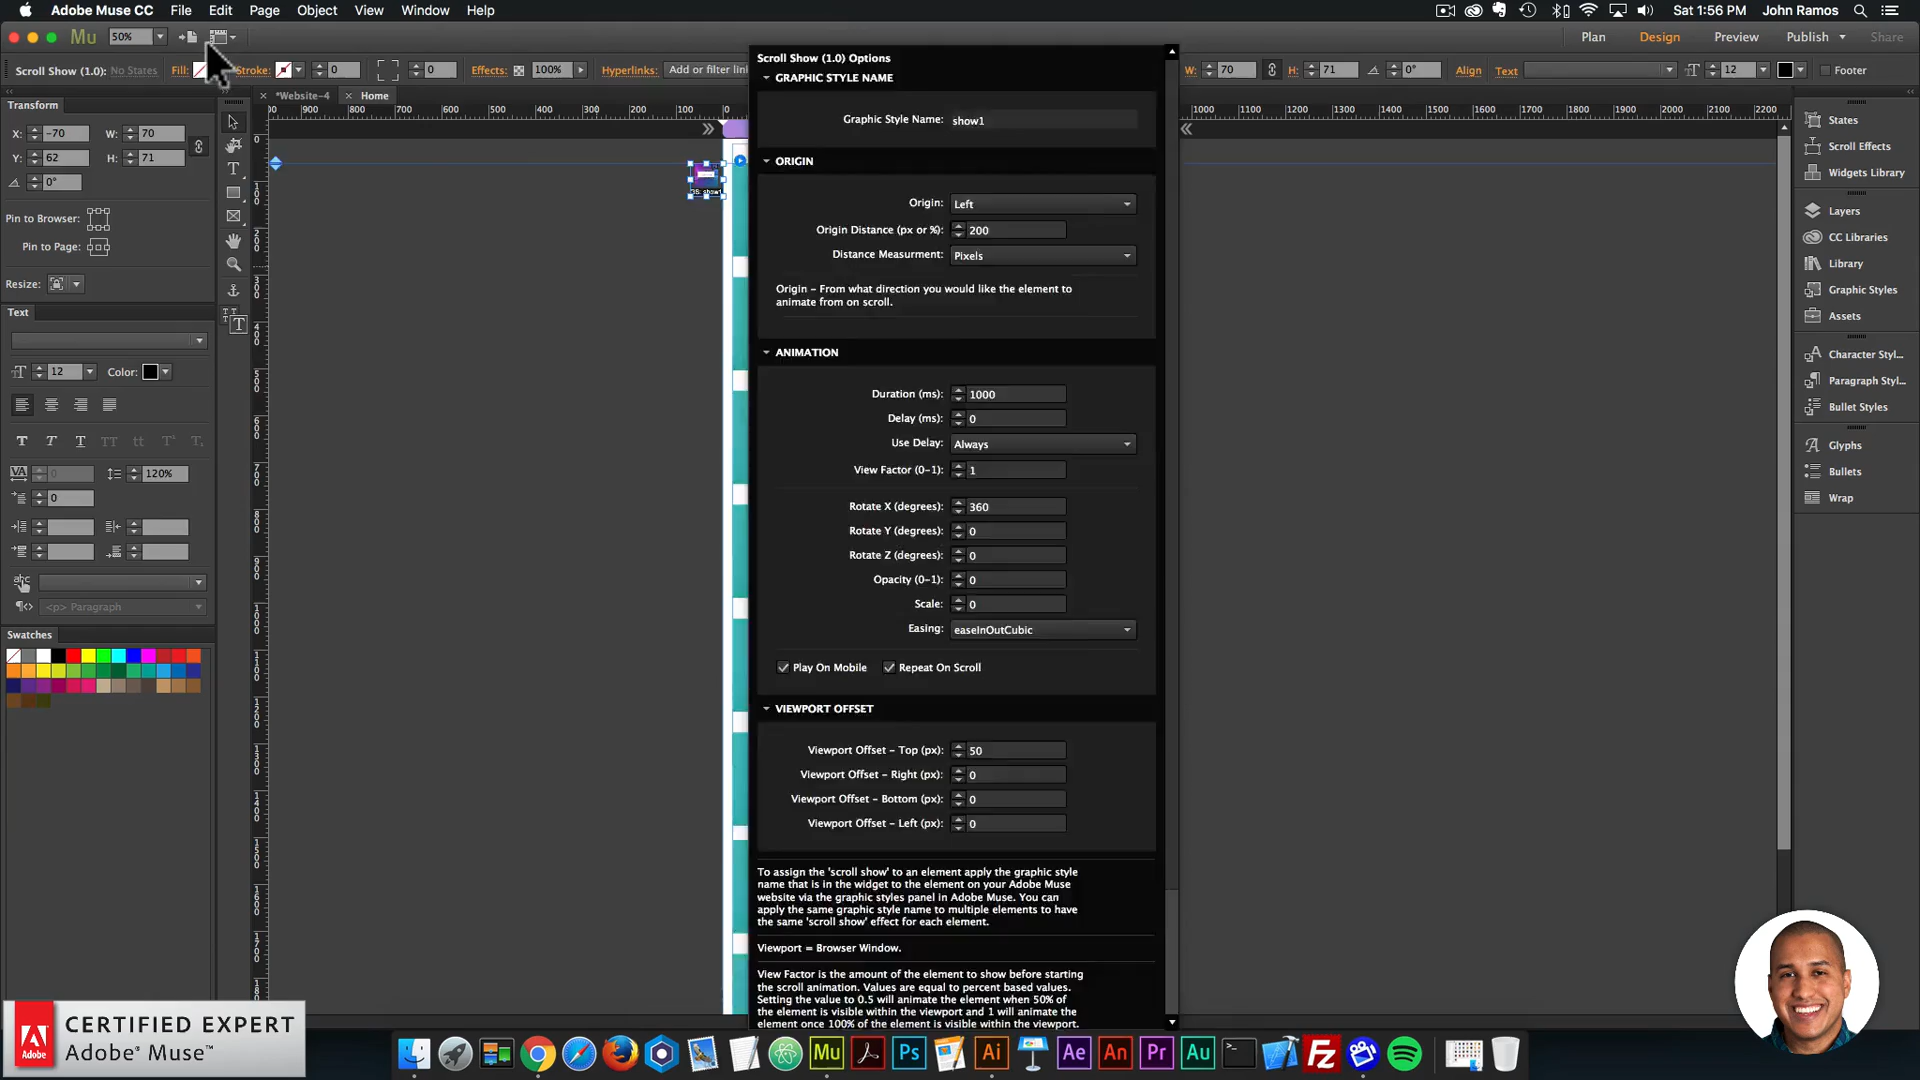 Adobe Muse CC File Edit Page Object View Window Help Sat 1:56 PM John Ramos
Mu 50% Plan Design Preview Publish Share
Scroll Show (1.0): No States Fill: Stroke: 0 0 Effects: 100% Hyperlinks: Add or filter lin W: 70 H: 71 0° Align Text 12 Footer
*Website-4 Home
Transform
X: -70 W: 70
Y: 62 H: 71
0°
Pin to Browser:
Pin to Page:
Resize:
Text
12 Color:
120%
0
<p> Paragraph
Swatches
Scroll Show (1.0) Options
GRAPHIC STYLE NAME
Graphic Style Name: show1
ORIGIN
Origin: Left
Origin Distance (px or %): 200
Distance Measurment: Pixels
Origin – From what direction you would like the element to
animate from on scroll.
ANIMATION
Duration (ms): 1000
Delay (ms): 0
Use Delay: Always
View Factor (0–1): 1
Rotate X (degrees): 360
Rotate Y (degrees): 0
Rotate Z (degrees): 0
Opacity (0–1): 0
Scale: 0
Easing: easeInOutCubic
Play On Mobile Repeat On Scroll
VIEWPORT OFFSET
Viewport Offset – Top (px): 50
Viewport Offset – Right (px): 0
Viewport Offset – Bottom (px): 0
Viewport Offset – Left (px): 0
To assign the 'scroll show' to an element apply the graphic style
name that is in the widget to the element on your Adobe Muse
website via the graphic styles panel in Adobe Muse. You can
apply the same graphic style name to multiple elements to have
the same 'scroll show' effect for each element.
Viewport = Browser Window.
View Factor is the amount of the element to show before starting
the scroll animation. Values are equal to percent based values.
Setting the value to 0.5 will animate the element when 50% of
the element is visible within the viewport and 1 will animate the
element once 100% of the element is visible within the viewport.
States
Scroll Effects
Widgets Library
Layers
CC Libraries
Library
Graphic Styles
Assets
Character Styl...
Paragraph Styl...
Bullet Styles
Glyphs
Bullets
Wrap
CERTIFIED EXPERT
Adobe® Muse™
Adobe
Mu Ps Ai Ae An Pr Au Fz